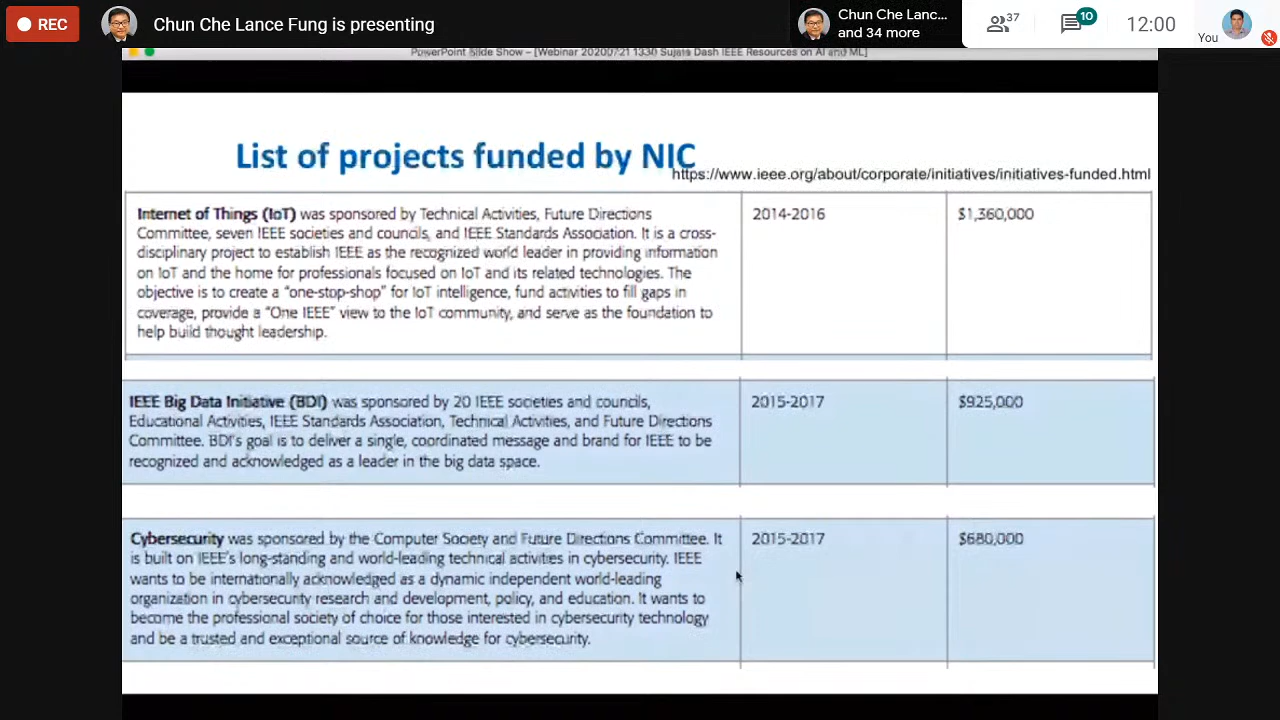 REC
Chun Che Lance Fung is presenting
Chun Che Lanc...
and 34 more
37
10
12:00
You
PowerPoint Slide Show - [Webinar 20200721 1330 Sujata Dash IEEE Resources on AI and ML]
List of projects funded by NIC
https://www.ieee.org/about/corporate/initiatives/initiatives-funded.html
Internet of Things (IoT) was sponsored by Technical Activities, Future Directions
Committee, seven IEEE societies and councils, and IEEE Standards Association. It is a cross-
disciplinary project to establish IEEE as the recognized world leader in providing information
on IoT and the home for professionals focused on IoT and its related technologies. The
objective is to create a “one-stop-shop” for IoT intelligence, fund activities to fill gaps in
coverage, provide a “One IEEE” view to the IoT community, and serve as the foundation to
help build thought leadership.
2014-2016
$1,360,000
IEEE Big Data Initiative (BDI) was sponsored by 20 IEEE societies and councils,
Educational Activities, IEEE Standards Association, Technical Activities, and Future Directions
Committee. BDI's goal is to deliver a single, coordinated message and brand for IEEE to be
recognized and acknowledged as a leader in the big data space.
2015-2017
$925,000
Cybersecurity was sponsored by the Computer Society and Future Directions Committee. It
is built on IEEE's long-standing and world-leading technical activities in cybersecurity. IEEE
wants to be internationally acknowledged as a dynamic independent world-leading
organization in cybersecurity research and development, policy, and education. It wants to
become the professional society of choice for those interested in cybersecurity technology
and be a trusted and exceptional source of knowledge for cybersecurity.
2015-2017
$680,000